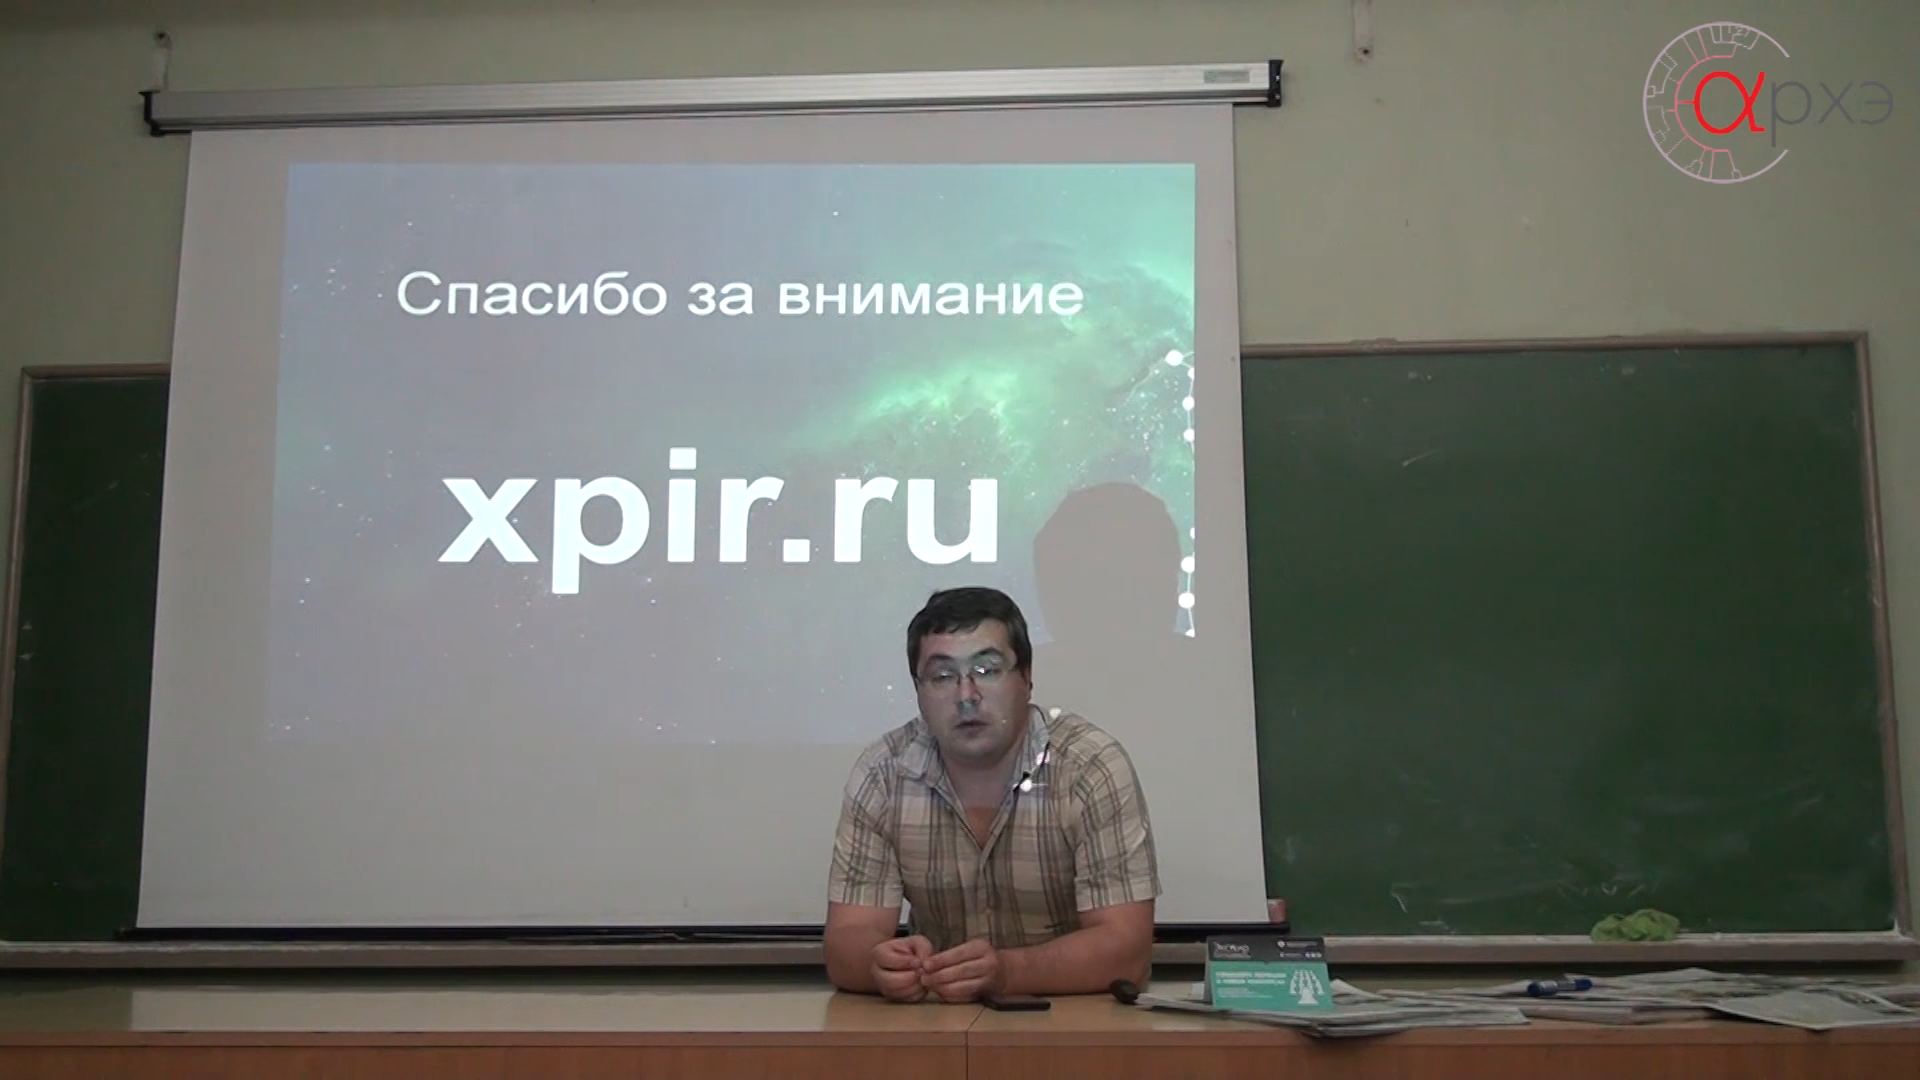 αрхэ
Спасибо за внимание
xpir.ru